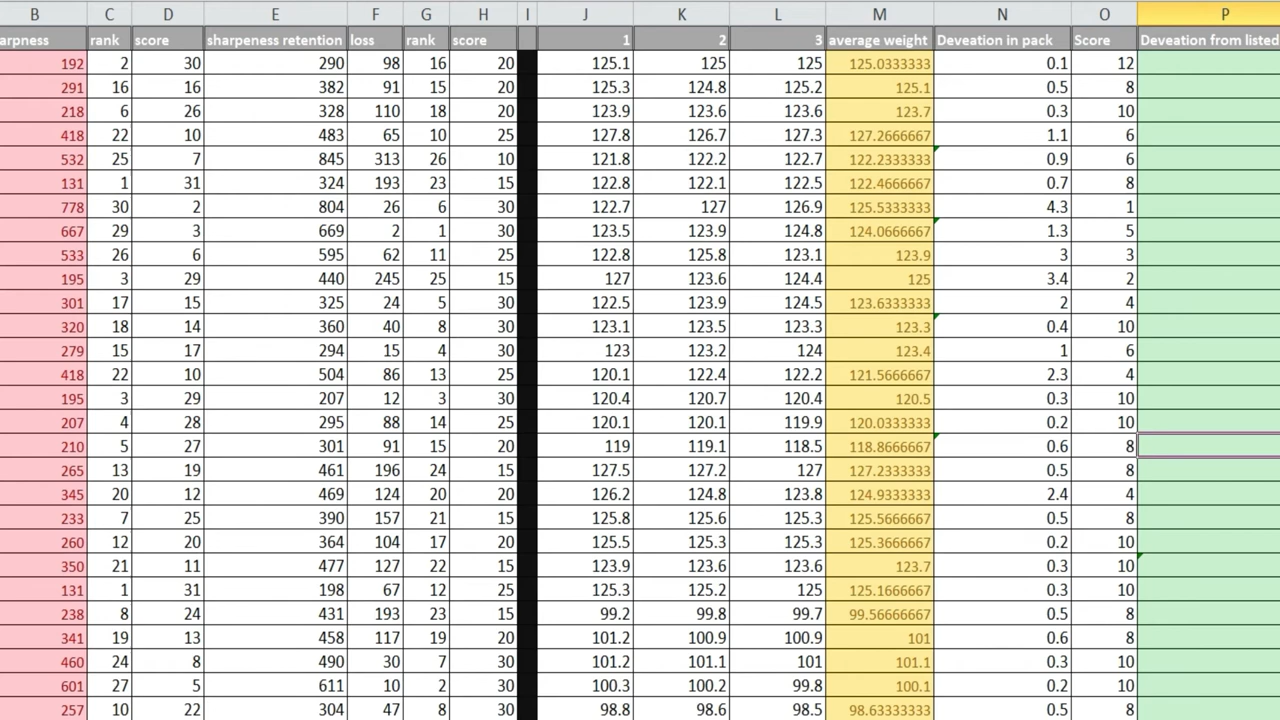 B C D E F G H I J K L M N O P
arpness rank score sharpeness retention loss rank score 1 2 3 average weight Deveation in pack Score Deveation from listed
192 2 30 290 98 16 20 125.1 125 125 125.0333333 0.1 12
291 16 16 382 91 15 20 125.3 124.8 125.2 125.1 0.5 8
218 6 26 328 110 18 20 123.9 123.6 123.6 123.7 0.3 10
418 22 10 483 65 10 25 127.8 126.7 127.3 127.2666667 1.1 6
532 25 7 845 313 26 10 121.8 122.2 122.7 122.2333333 0.9 6
131 1 31 324 193 23 15 122.8 122.1 122.5 122.4666667 0.7 8
778 30 2 804 26 6 30 122.7 127 126.9 125.5333333 4.3 1
667 29 3 669 2 1 30 123.5 123.9 124.8 124.0666667 1.3 5
533 26 6 595 62 11 25 122.8 125.8 123.1 123.9 3 3
195 3 29 440 245 25 15 127 123.6 124.4 125 3.4 2
301 17 15 325 24 5 30 122.5 123.9 124.5 123.6333333 2 4
320 18 14 360 40 8 30 123.1 123.5 123.3 123.3 0.4 10
279 15 17 294 15 4 30 123 123.2 124 123.4 1 6
418 22 10 504 86 13 25 120.1 122.4 122.2 121.5666667 2.3 4
195 3 29 207 12 3 30 120.4 120.7 120.4 120.5 0.3 10
207 4 28 295 88 14 25 120.1 120.1 119.9 120.0333333 0.2 10
210 5 27 301 91 15 20 119 119.1 118.5 118.8666667 0.6 8
265 13 19 461 196 24 15 127.5 127.2 127 127.2333333 0.5 8
345 20 12 469 124 20 20 126.2 124.8 123.8 124.9333333 2.4 4
233 7 25 390 157 21 15 125.8 125.6 125.3 125.5666667 0.5 8
260 12 20 364 104 17 20 125.5 125.3 125.3 125.3666667 0.2 10
350 21 11 477 127 22 15 123.9 123.6 123.6 123.7 0.3 10
131 1 31 198 67 12 25 125.3 125.2 125 125.1666667 0.3 10
238 8 24 431 193 23 15 99.2 99.8 99.7 99.56666667 0.5 8
341 19 13 458 117 19 20 101.2 100.9 100.9 101 0.6 8
460 24 8 490 30 7 30 101.2 101.1 101 101.1 0.3 10
601 27 5 611 10 2 30 100.3 100.2 99.8 100.1 0.2 10
257 10 22 304 47 8 30 98.8 98.6 98.5 98.63333333 0.5 8